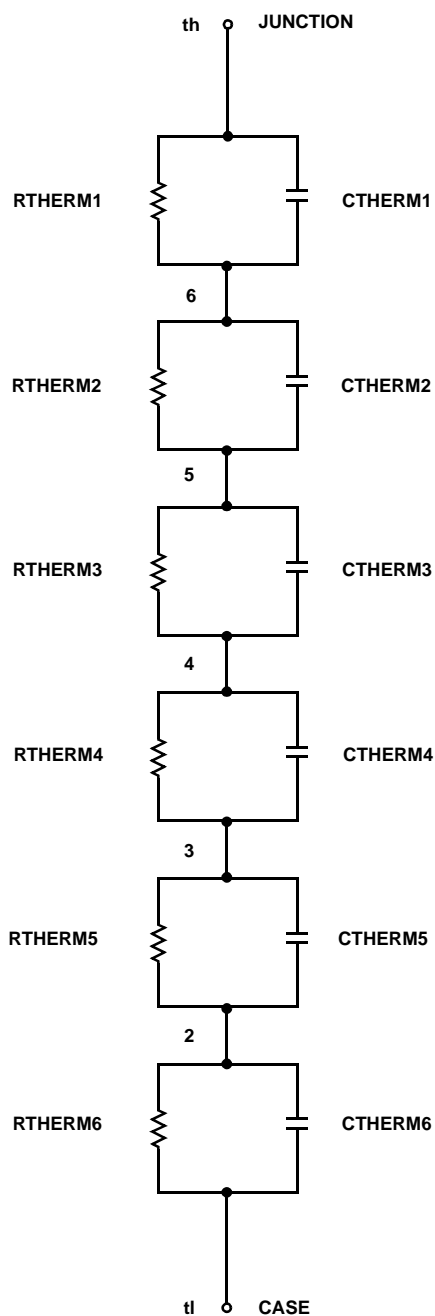 th JUNCTION
RTHERM1 CTHERM1
6
RTHERM2 CTHERM2
5
RTHERM3 CTHERM3
4
RTHERM4 CTHERM4
3
RTHERM5 CTHERM5
2
RTHERM6 CTHERM6
tl CASE